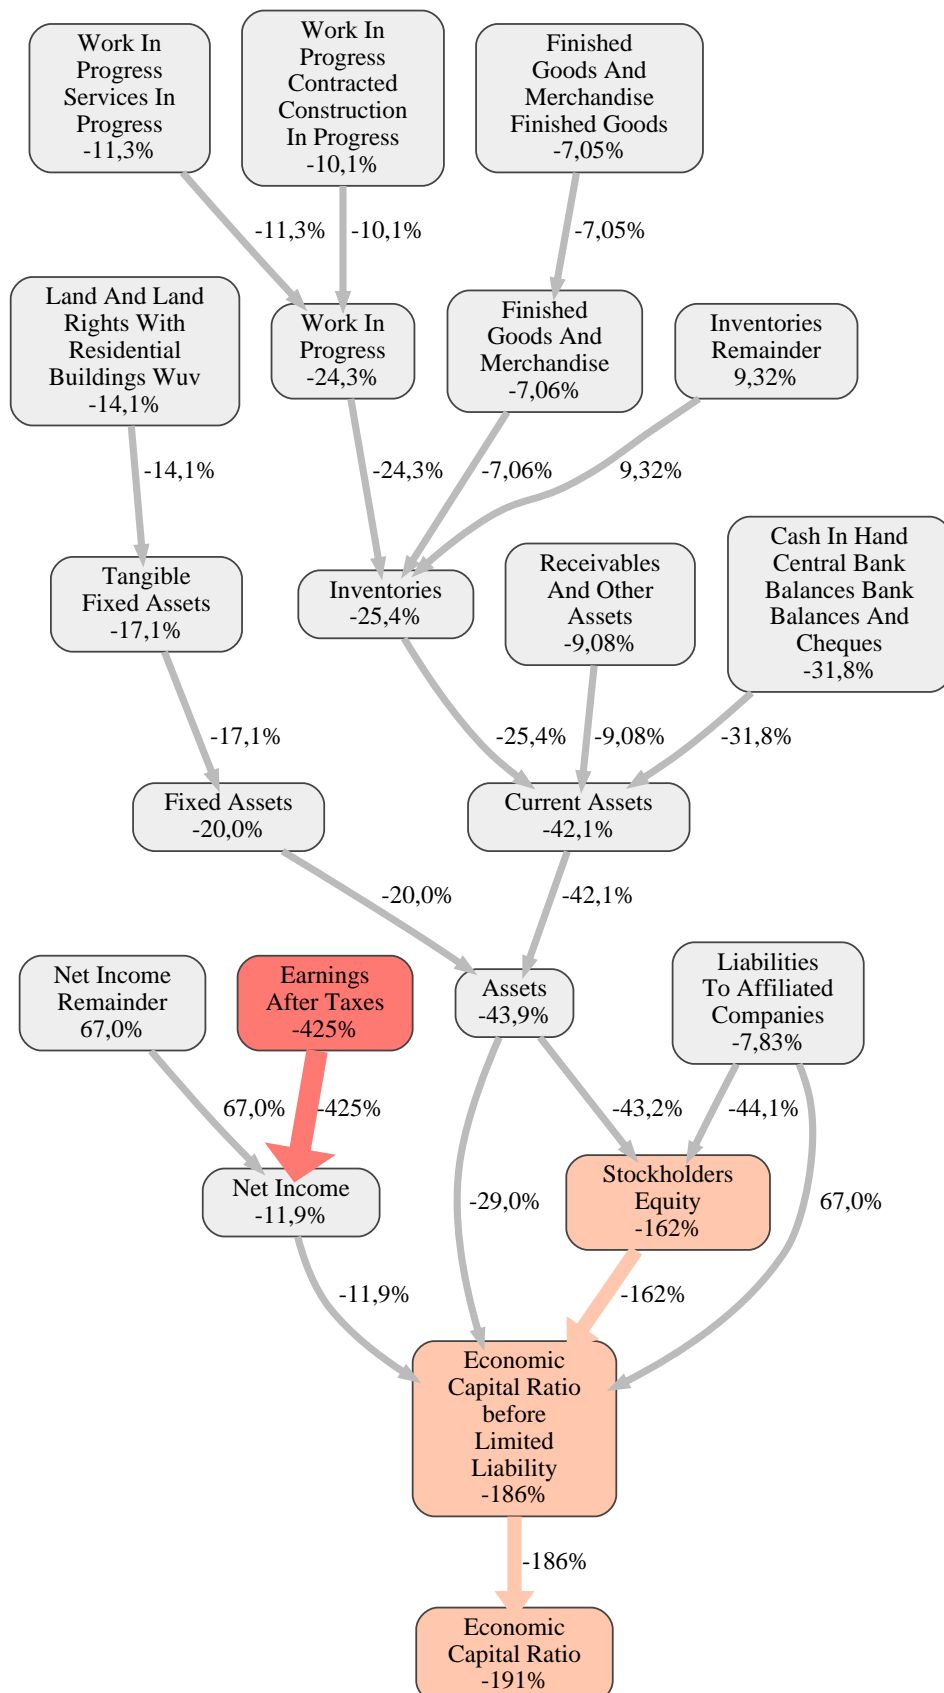 Work In
Progress
Services In
Progress
-11,3%
Work In
Progress
Contracted
Construction
In Progress
-10,1%
Finished
Goods And
Merchandise
Finished Goods
-7,05%
-11,3%
-10,1%
-7,05%
Land And Land
Rights With
Residential
Buildings Wuv
-14,1%
Work In
Progress
-24,3%
Finished
Goods And
Merchandise
-7,06%
Inventories
Remainder
9,32%
-14,1%
-24,3%
-7,06%
9,32%
Tangible
Fixed Assets
-17,1%
Inventories
-25,4%
Receivables
And Other
Assets
-9,08%
Cash In Hand
Central Bank
Balances Bank
Balances And
Cheques
-31,8%
-17,1%
-25,4%
-9,08%
-31,8%
Fixed Assets
-20,0%
Current Assets
-42,1%
-20,0%
-42,1%
Net Income
Remainder
67,0%
Earnings
After Taxes
-425%
Assets
-43,9%
Liabilities
To Affiliated
Companies
-7,83%
67,0%
-425%
-43,2%
-44,1%
Net Income
-11,9%
-29,0%
Stockholders
Equity
-162%
67,0%
-11,9%
-162%
Economic
Capital Ratio
before
Limited
Liability
-186%
-186%
Economic
Capital Ratio
-191%